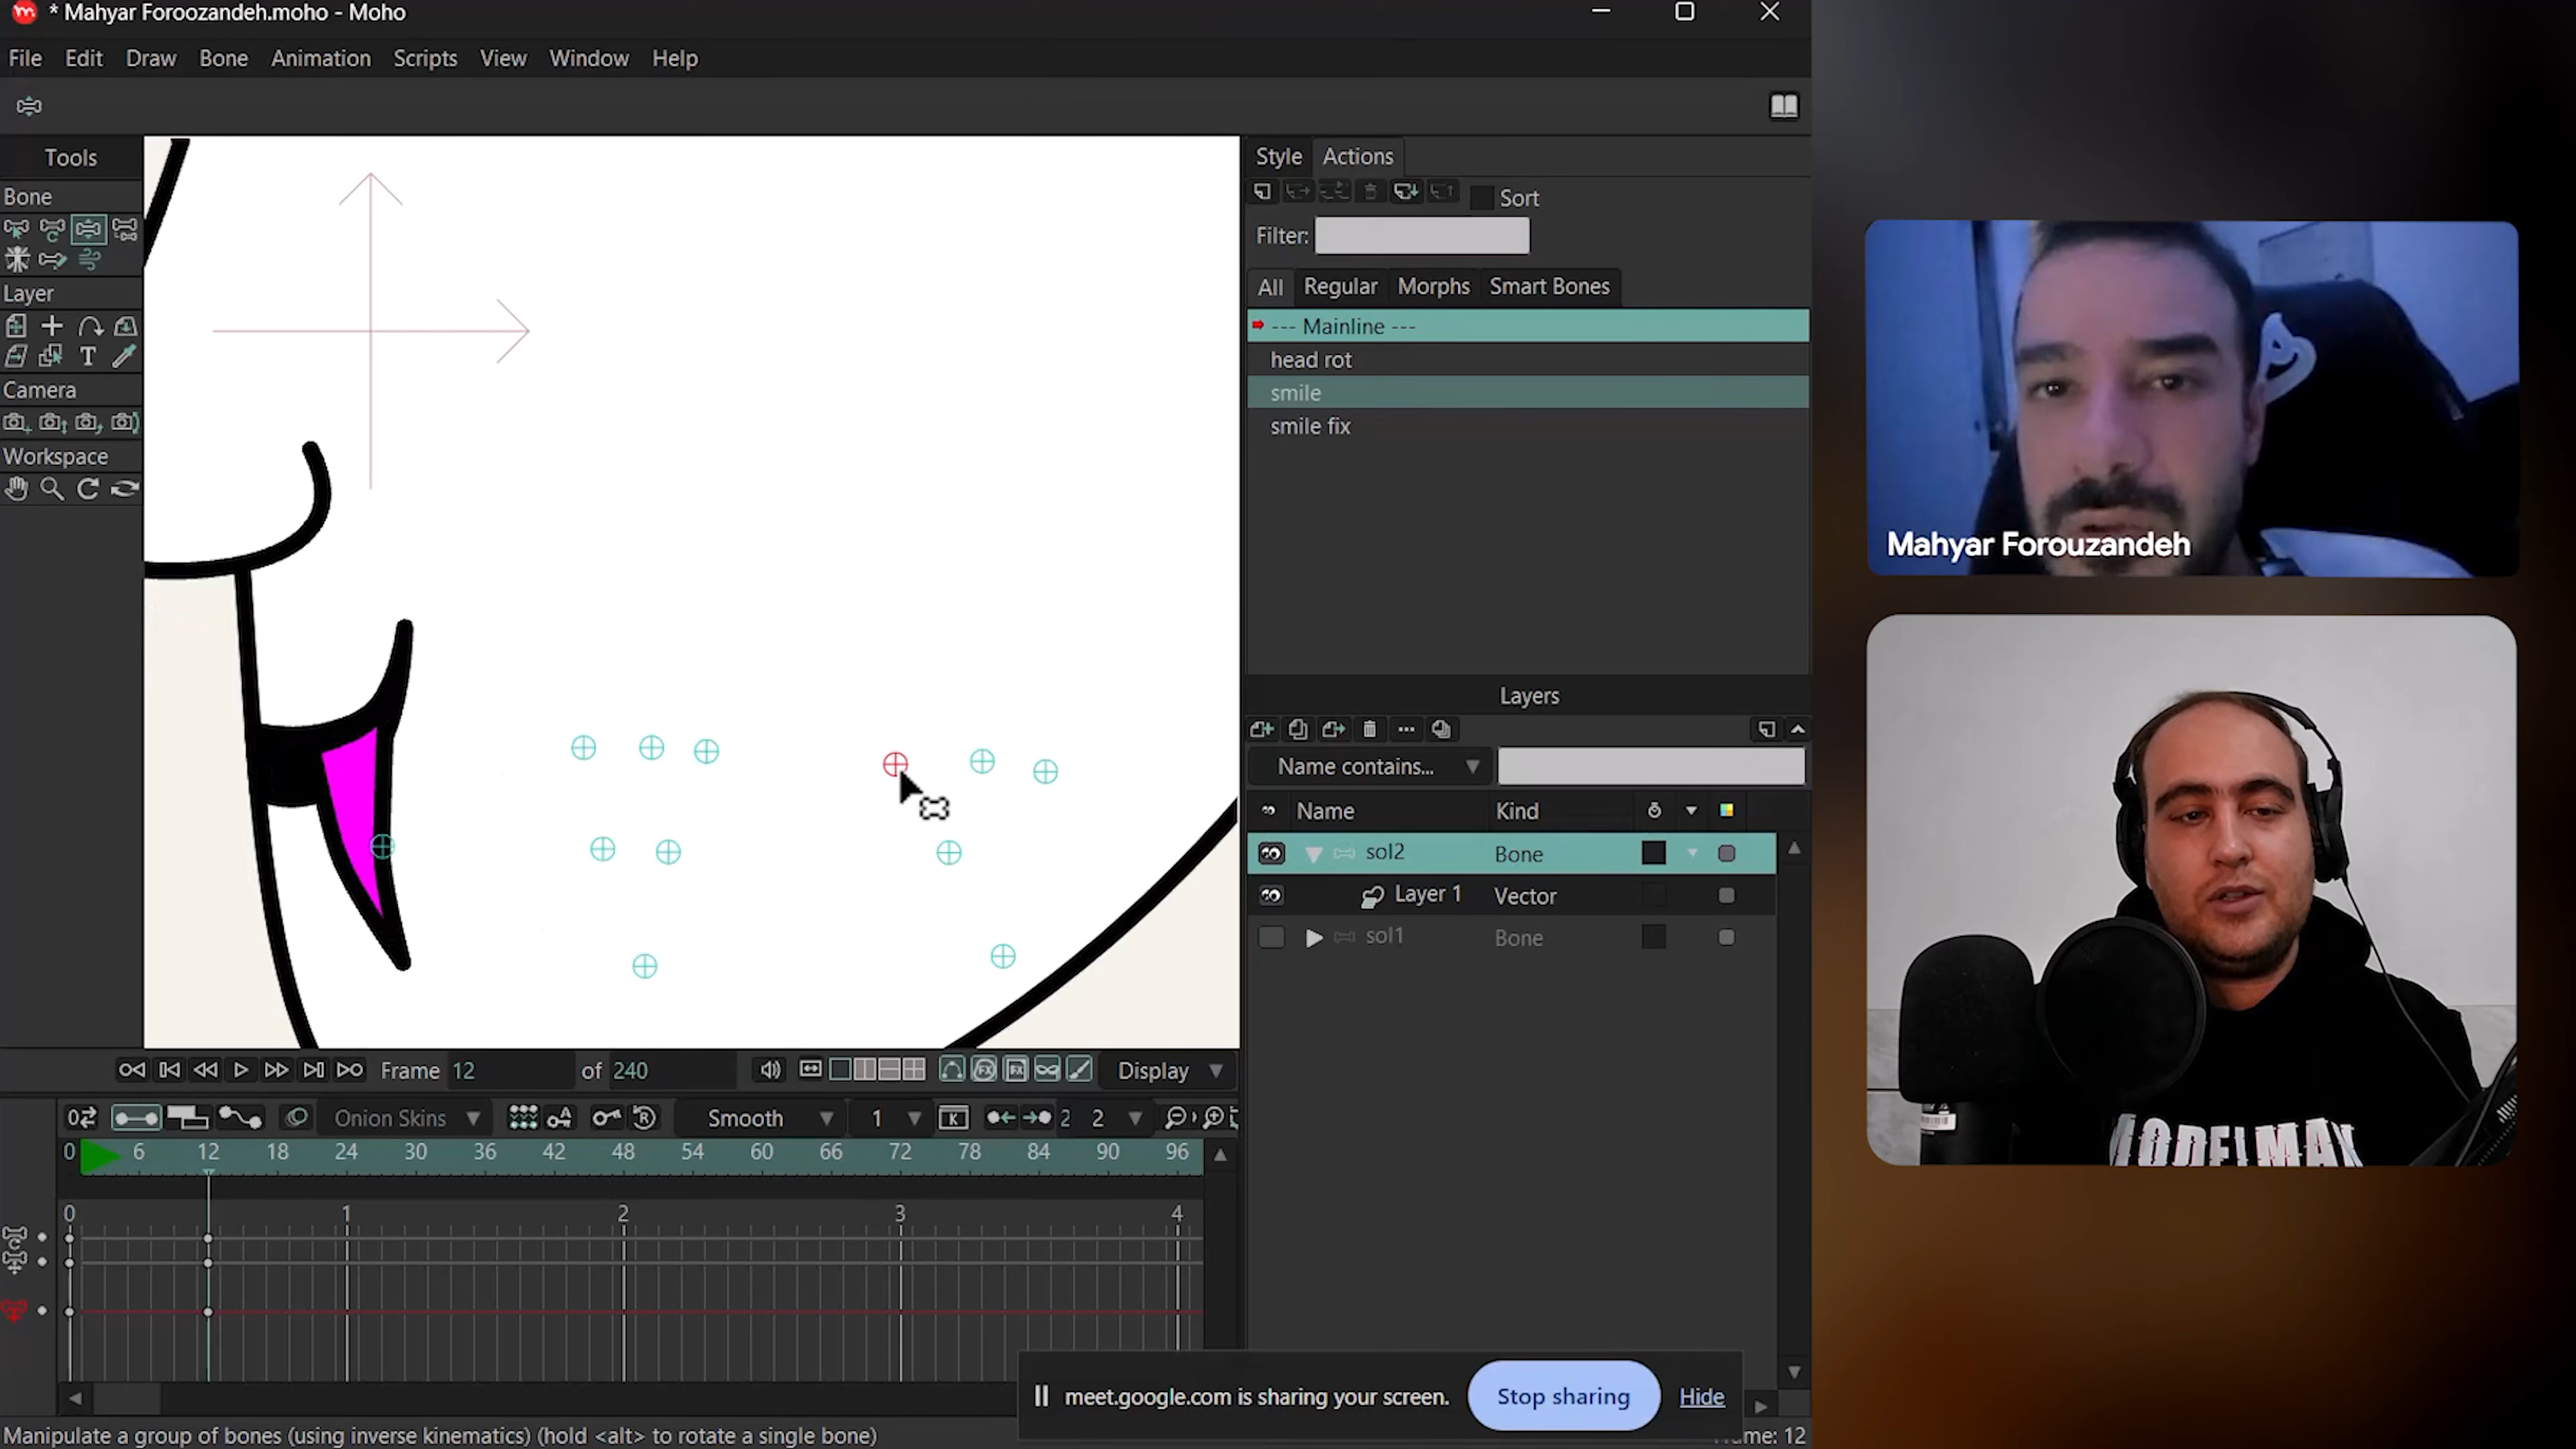 * Mahyar Foroozandeh.moho - Moho
File Edit Draw Bone Animation Scripts View Window Help
Tools
Bone
Layer
T
Camera
Workspace
Style Actions
Sort
Filter:
All Regular Morphs Smart Bones
--- Mainline ---
head rot
smile
smile fix
Layers
Name contains...
Name Kind
sol2 Bone
Layer 1 Vector
sol1 Bone
Frame 12 of 240 Display
Onion Skins Smooth 1 2 2
0 6 12 18 24 30 36 42 48 54 60 66 72 78 84 90 96
0 1 2 3 4
meet.google.com is sharing your screen. Stop sharing Hide
Manipulate a group of bones (using inverse kinematics) (hold <alt> to rotate a single bone)
me: 12
Mahyar Forouzandeh